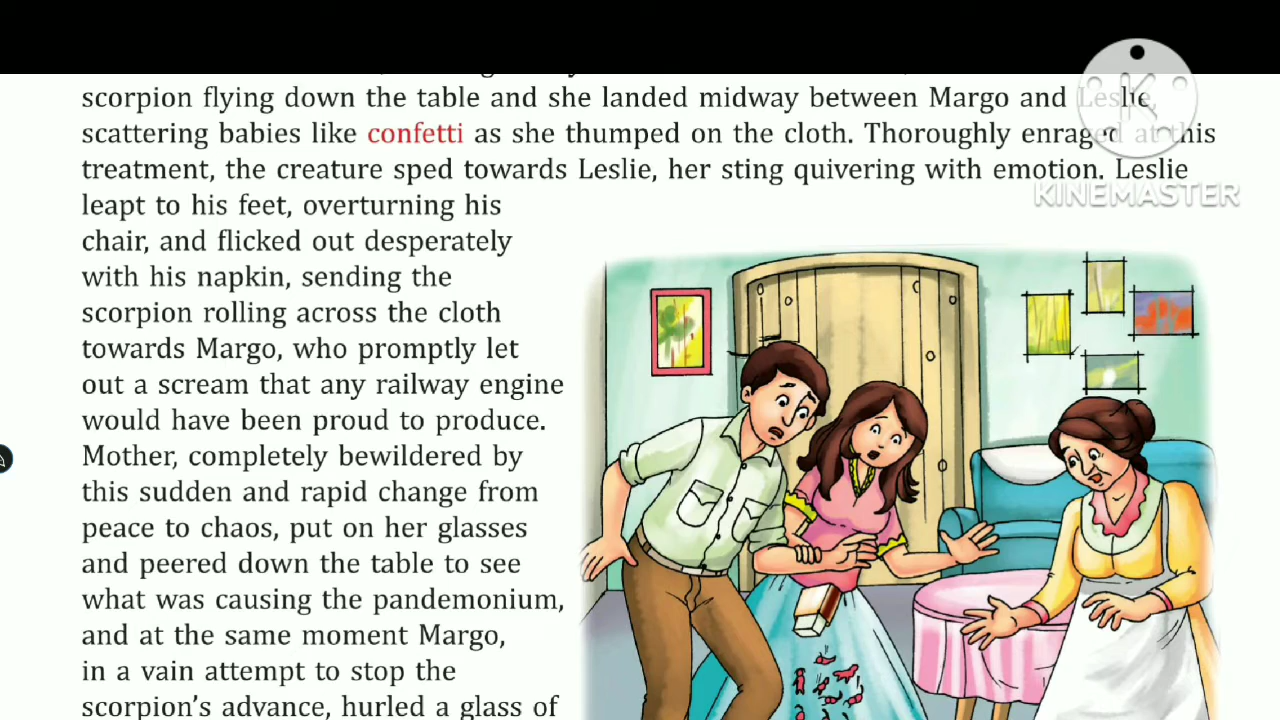 scorpion flying down the table and she landed midway between Margo and Leslie,
scattering babies like confetti as she thumped on the cloth. Thoroughly enraged at this
treatment, the creature sped towards Leslie, her sting quivering with emotion. Leslie
leapt to his feet, overturning his
chair, and flicked out desperately
with his napkin, sending the
scorpion rolling across the cloth
towards Margo, who promptly let
out a scream that any railway engine
would have been proud to produce.
Mother, completely bewildered by
this sudden and rapid change from
peace to chaos, put on her glasses
and peered down the table to see
what was causing the pandemonium,
and at the same moment Margo,
in a vain attempt to stop the
scorpion's advance, hurled a glass of
KINEMASTER